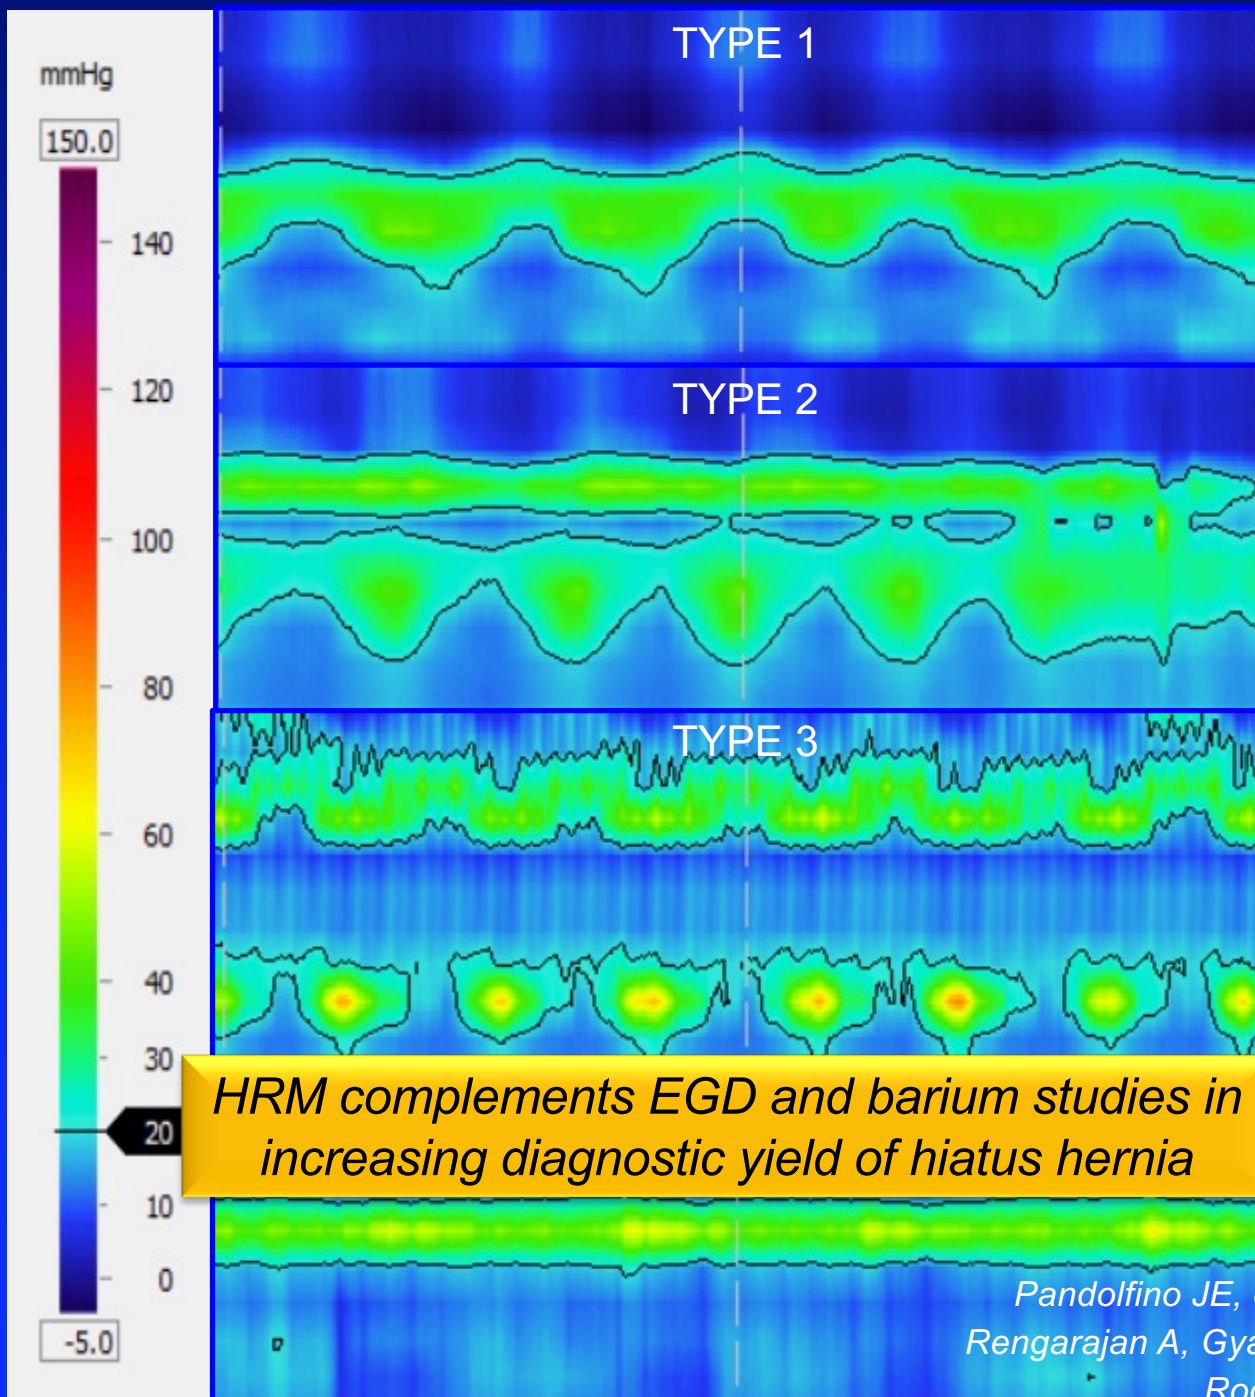 mmHg
150.0
140
120
100
80
60
40
30
20
10
0
-5.0
TYPE 1
TYPE 2
TYPE 3
HRM complements EGD and barium studies in
increasing diagnostic yield of hiatus hernia
Pandolfino JE,
Rengarajan A,